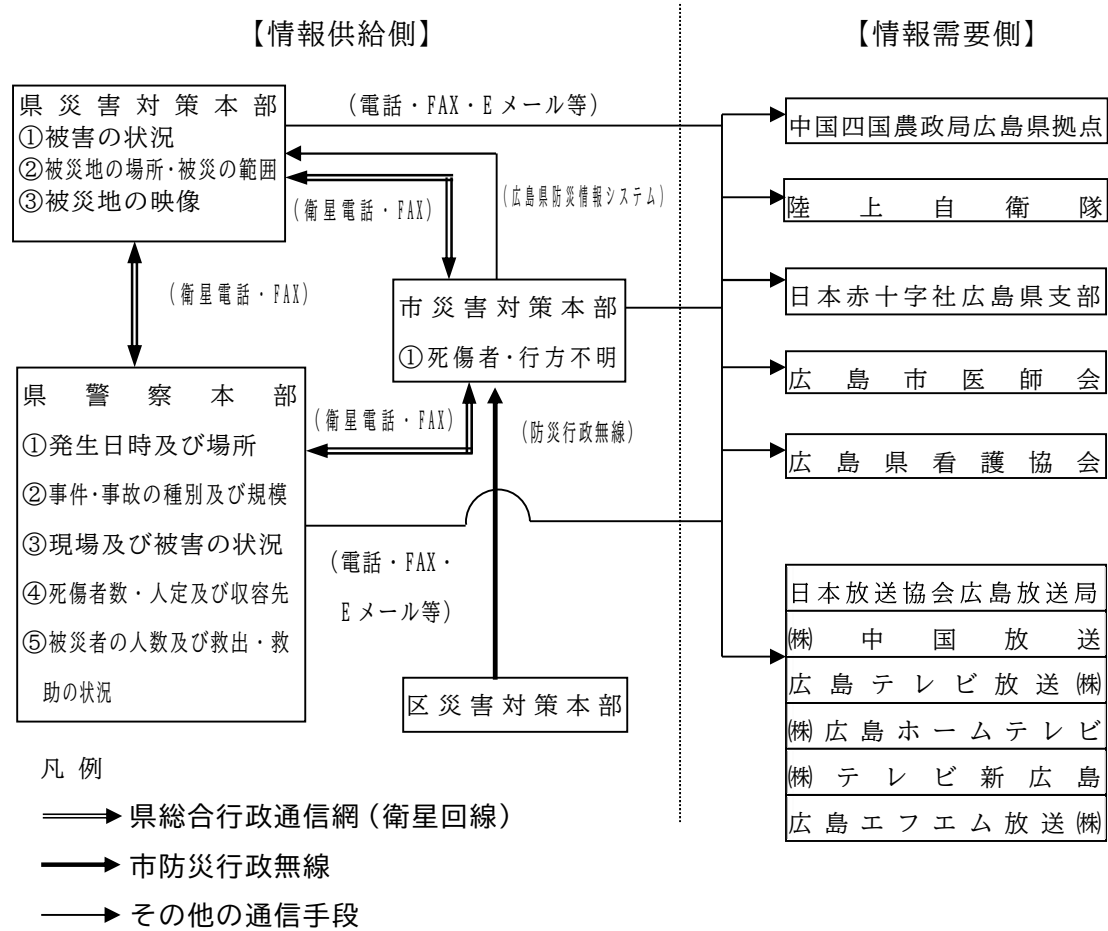 【情報供給側】
【情報需要側】
県災害対策本部
①被害の状況
②被災地の場所・被災の範囲
③被災地の映像
(電話・FAX・Eメール等)
(衛星電話・FAX)
(広島県防災情報システム)
(衛星電話・FAX)
市災害対策本部
①死傷者・行方不明
県警察本部
①発生日時及び場所
②事件・事故の種別及び規模
③現場及び被害の状況
④死傷者数・人定及び収容先
⑤被災者の人数及び救出・救
助の状況
(衛星電話・FAX)
(防災行政無線)
(電話・FAX・
Eメール等)
区災害対策本部
中国四国農政局広島県拠点
陸上自衛隊
日本赤十字社広島県支部
広島市医師会
広島県看護協会
日本放送協会広島放送局
㈱中国放送
広島テレビ放送㈱
㈱広島ホームテレビ
㈱テレビ新広島
広島エフエム放送㈱
凡例
県総合行政通信網(衛星回線)
市防災行政無線
その他の通信手段